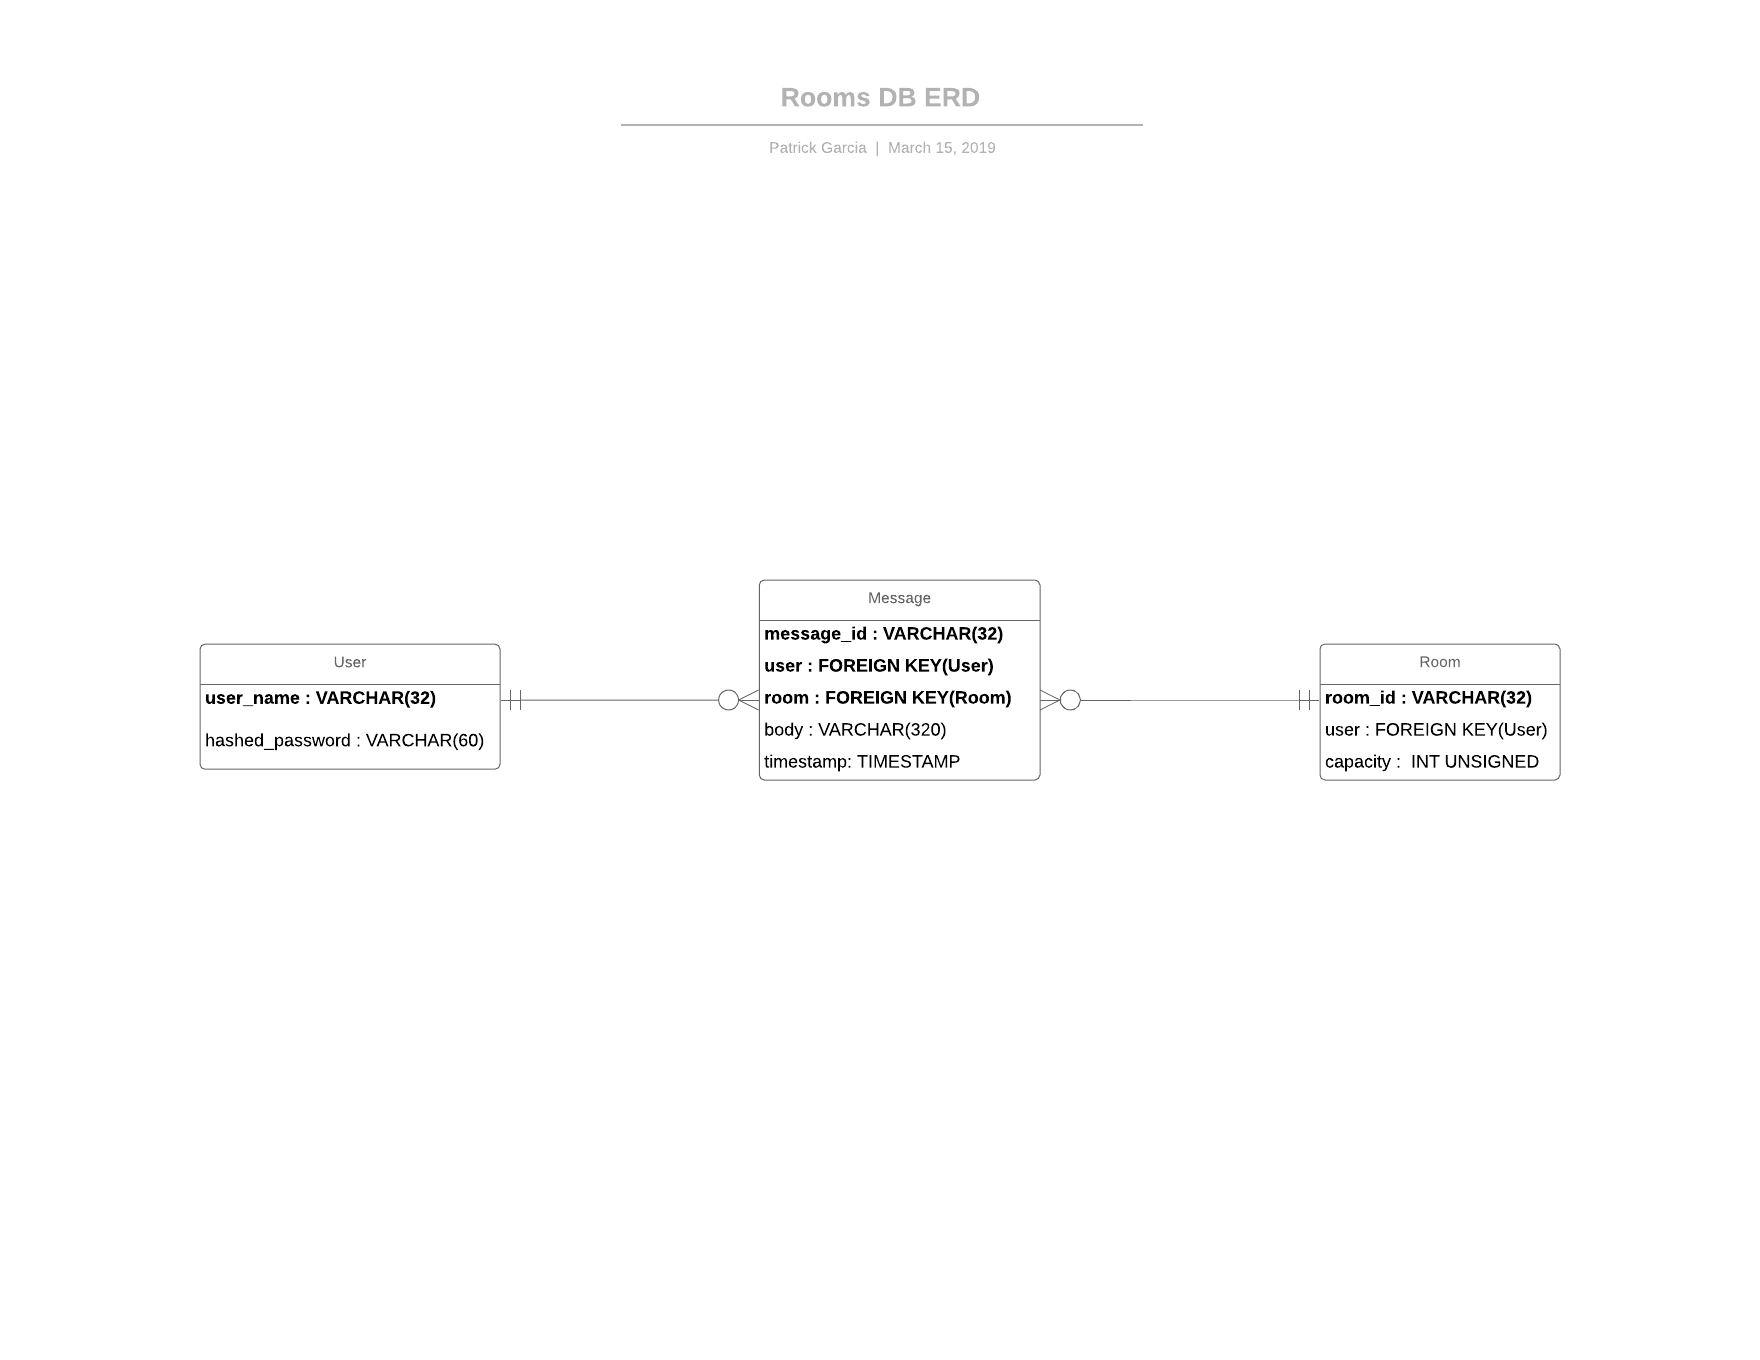 Rooms DB ERD
Patrick Garcia | March 15, 2019
User
user_name : VARCHAR(32)
hashed_password : VARCHAR(60)
Message
message_id : VARCHAR(32)
user : FOREIGN KEY(User)
room : FOREIGN KEY(Room)
body : VARCHAR(320)
timestamp: TIMESTAMP
Room
room_id : VARCHAR(32)
user : FOREIGN KEY(User)
capacity : INT UNSIGNED